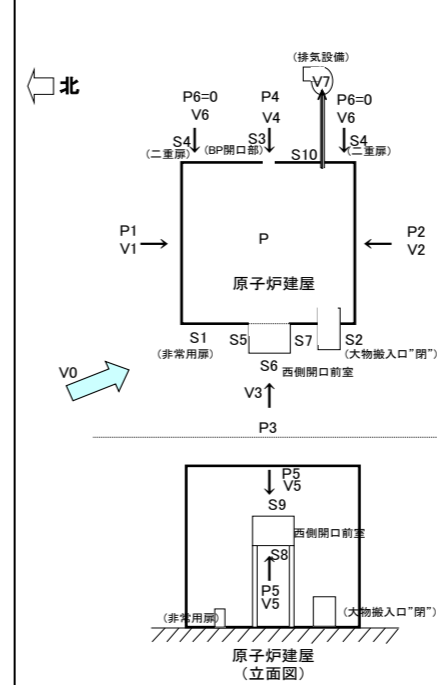 北
(排気設備)
V7
P6=0
V6
P4
V4
P6=0
V6
S4
(二重扉)
S3
(BP開口部)
S10
S4
(二重扉)
P1
V1
P
P2
V2
原子炉建屋
S1
(非常用扉)
S5
S7
S2
(大物搬入口"閉")
S6
西側開口前室
V0
V3
P3
P5
V5
S9
西側開口前室
S8
P5
V5
(非常用扉)
(大物搬入口"閉")
原子炉建屋
(立面図)